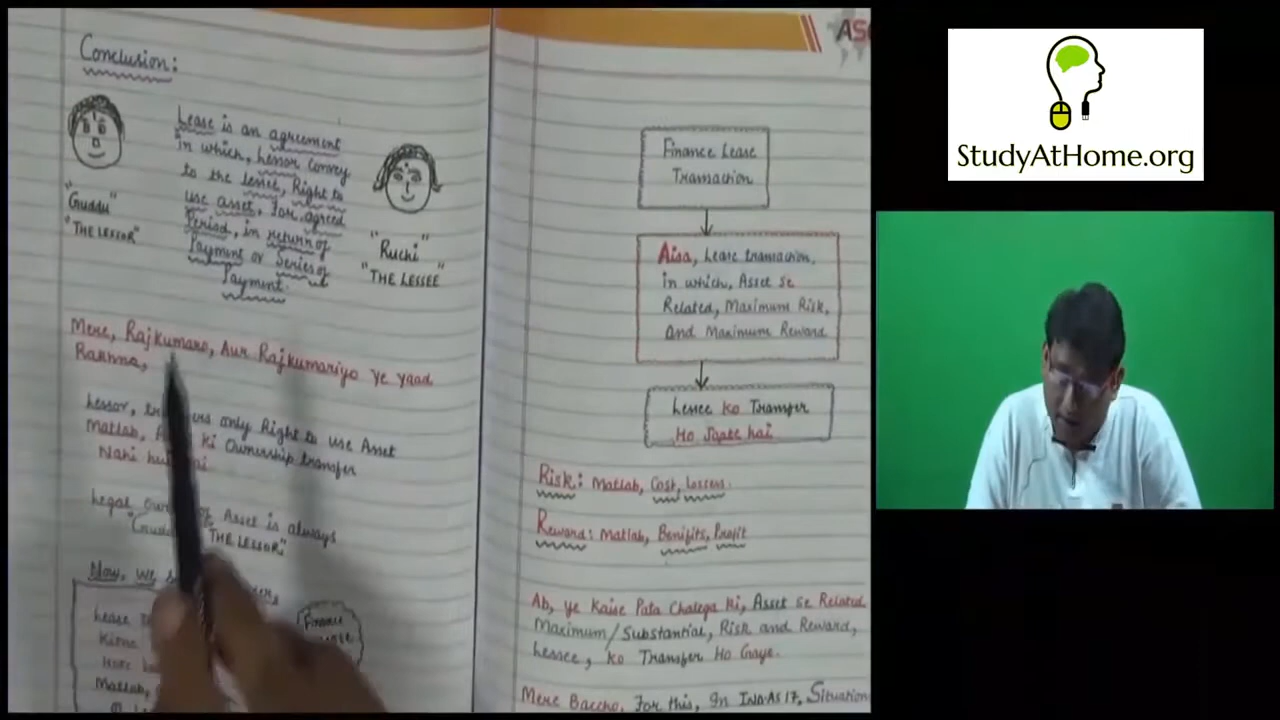 Conclusion:
Lease is an agreement
in which, Lessor convey
to the lessee, Right to
use asset, for agreed
Period, in return of
Payment or Series of
Payment.
"Guddu"
"THE LESSOR"
"Ruchi"
"THE LESSEE"
Mere, Rajkumaro, Aur Rajkumariyo ye yaad
Rakhna,
Lessor, only Right to use Asset
Matlab, ki Ownership transfer
Nahi
Legal of Asset is always
"THE LESSOR"
Now, we
Lease
Matlab,
Finance
ASC
Finance Lease
Transaction
Aisa, Lease transaction,
in which, Asset se
Related, Maximum Risk,
and Maximum Reward
Lessee ko Transfer
Ho Jaate hai
Risk: Matlab, Cost, Losses.
Reward: Matlab, Benifits, Profit
Ab, ye Kaise Pata Chalega ki, Asset se Related
Maximum/Substantial, Risk and Reward,
Lessee, ko Transfer Ho Gaye.
Mere Baccho, For this, In IND-AS 17, Situation
StudyAtHome.org